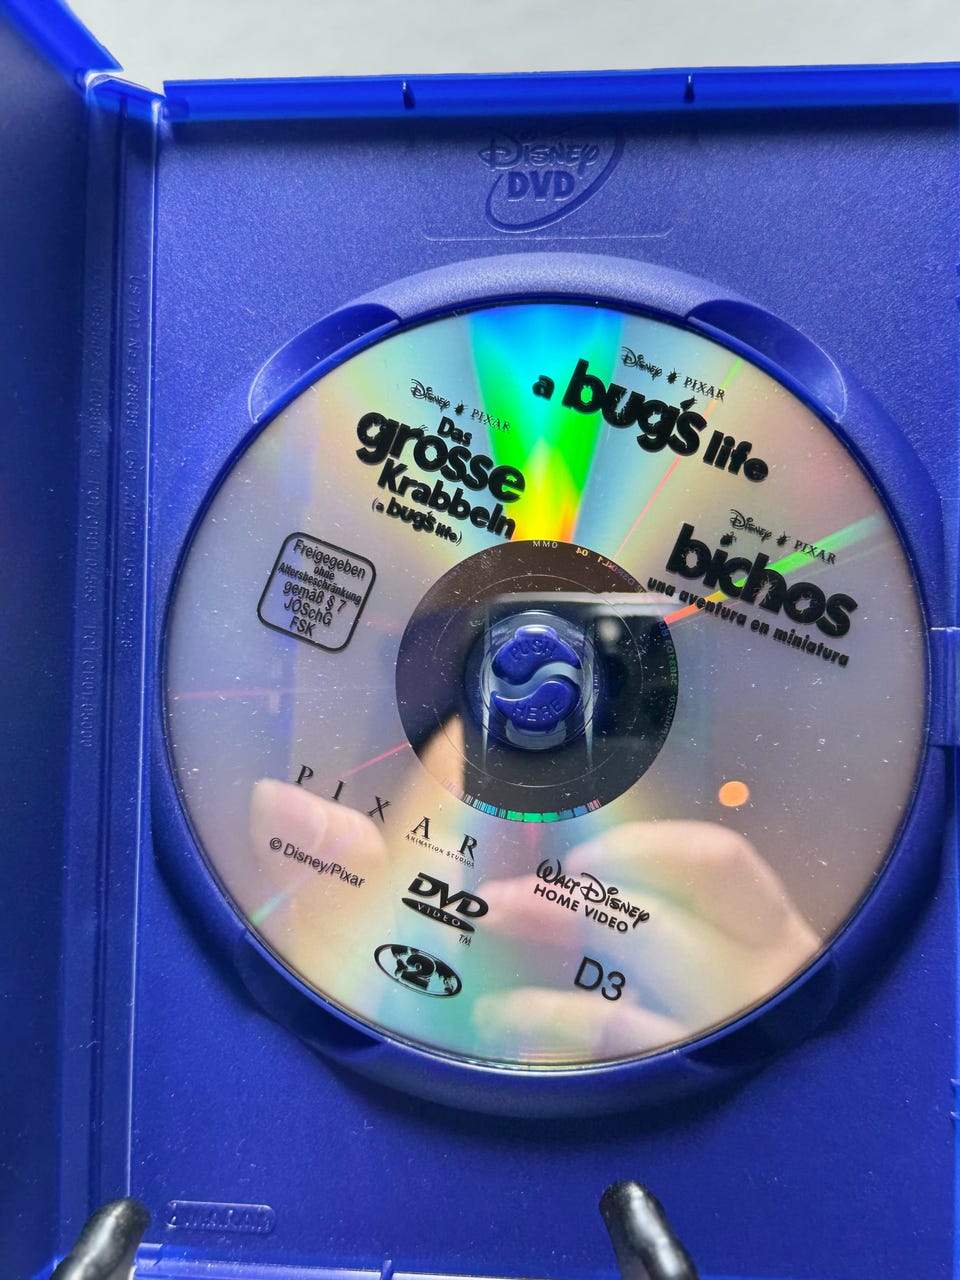 Disney
DVD
Disney PIXAR
a bug's life
Disney PIXAR
Das
grosse
Krabbeln
(a bug's life)
Disney PIXAR
bichos
una aventura en miniatura
Freigegeben
ohne
Altersbeschränkung
gemäß § 7
JÖSchG
FSK
PUSH
HERE
PIXAR
ANIMATION STUDIOS
© Disney/Pixar
DVD
VIDEO
TM
2
WALT DISNEY
HOME VIDEO
D3
AMARAY